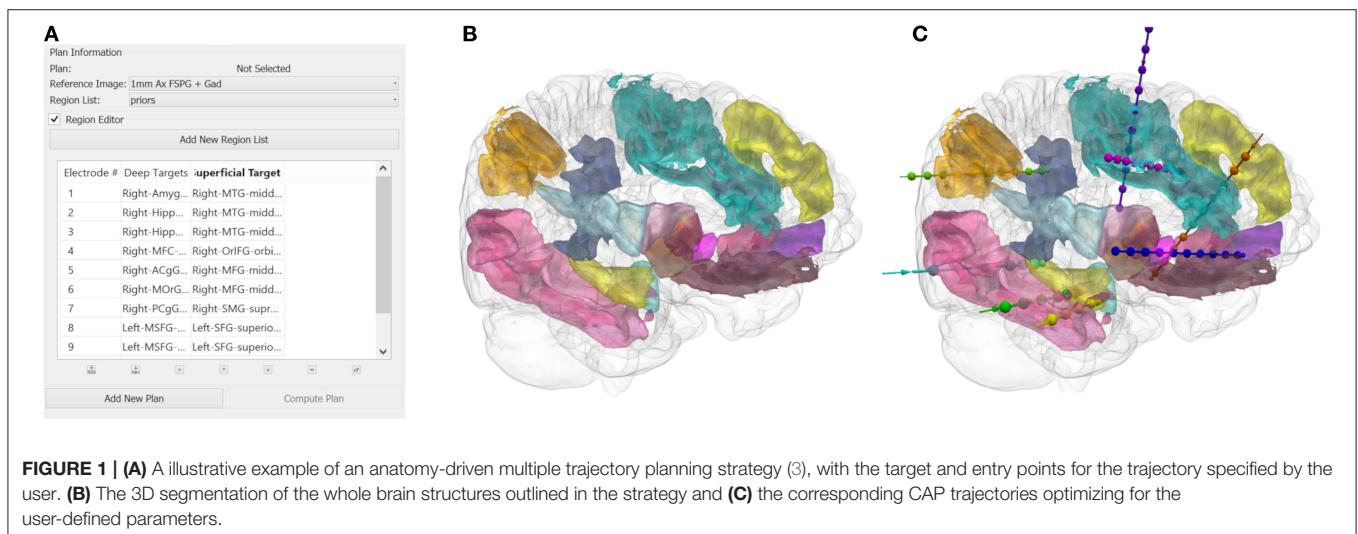 A
B
C
Plan Information
Plan: Not Selected
Reference Image: 1mm Ax FSPG + Gad
Region List: priors
Region Editor
Add New Region List
Electrode # Deep Targets uperficial Target
1 Right-Amyg... Right-MTG-midd...
2 Right-Hipp... Right-MTG-midd...
3 Right-Hipp... Right-MTG-midd...
4 Right-MFC-... Right-OrIFG-orbi...
5 Right-ACgG... Right-MFG-midd...
6 Right-MOrG... Right-MFG-midd...
7 Right-PCgG... Right-SMG-supr...
8 Left-MSFG-... Left-SFG-superio...
9 Left-MSFG-... Left-SFG-superio...
Add New Plan Compute Plan
FIGURE 1 | (A) A illustrative example of an anatomy-driven multiple trajectory planning strategy (3), with the target and entry points for the trajectory specified by the
user. (B) The 3D segmentation of the whole brain structures outlined in the strategy and (C) the corresponding CAP trajectories optimizing for the
user-defined parameters.